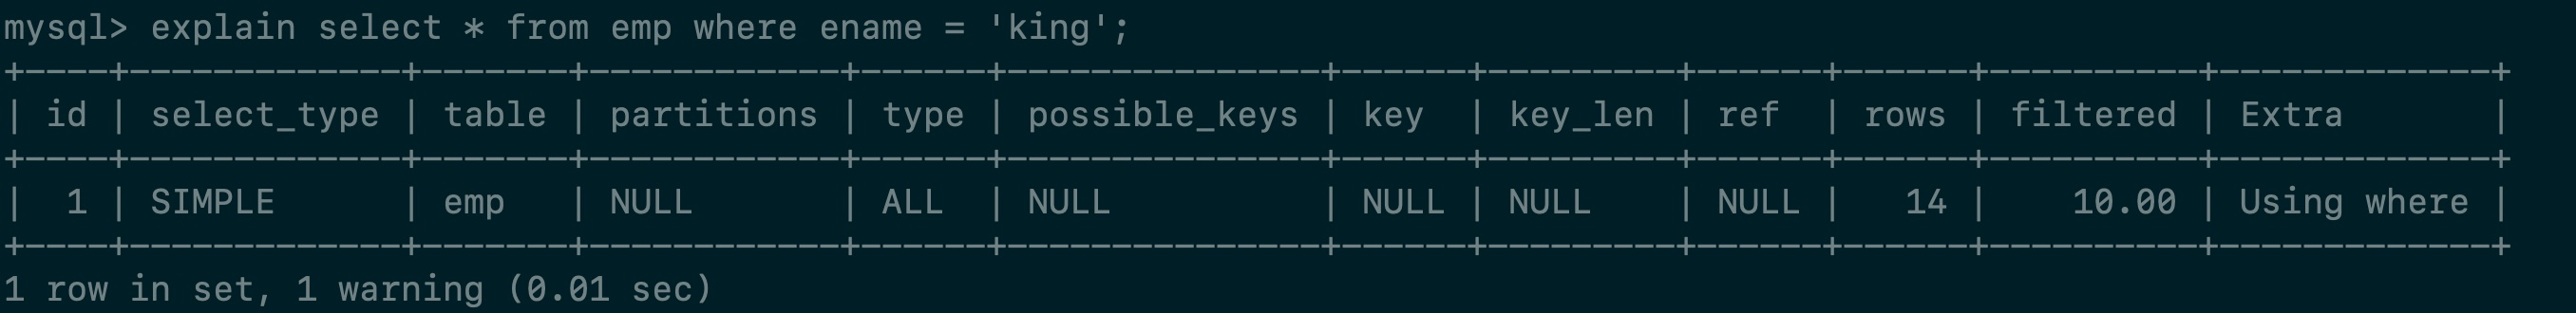 mysql> explain select * from emp where ename = 'king';
+----+-------------+-------+------------+------+---------------+------+---------+------+------+----------+-------------+
| id | select_type | table | partitions | type | possible_keys | key  | key_len | ref  | rows | filtered | Extra       |
+----+-------------+-------+------------+------+---------------+------+---------+------+------+----------+-------------+
|  1 | SIMPLE      | emp   | NULL       | ALL  | NULL          | NULL | NULL    | NULL |   14 |    10.00 | Using where |
+----+-------------+-------+------------+------+---------------+------+---------+------+------+----------+-------------+
1 row in set, 1 warning (0.01 sec)